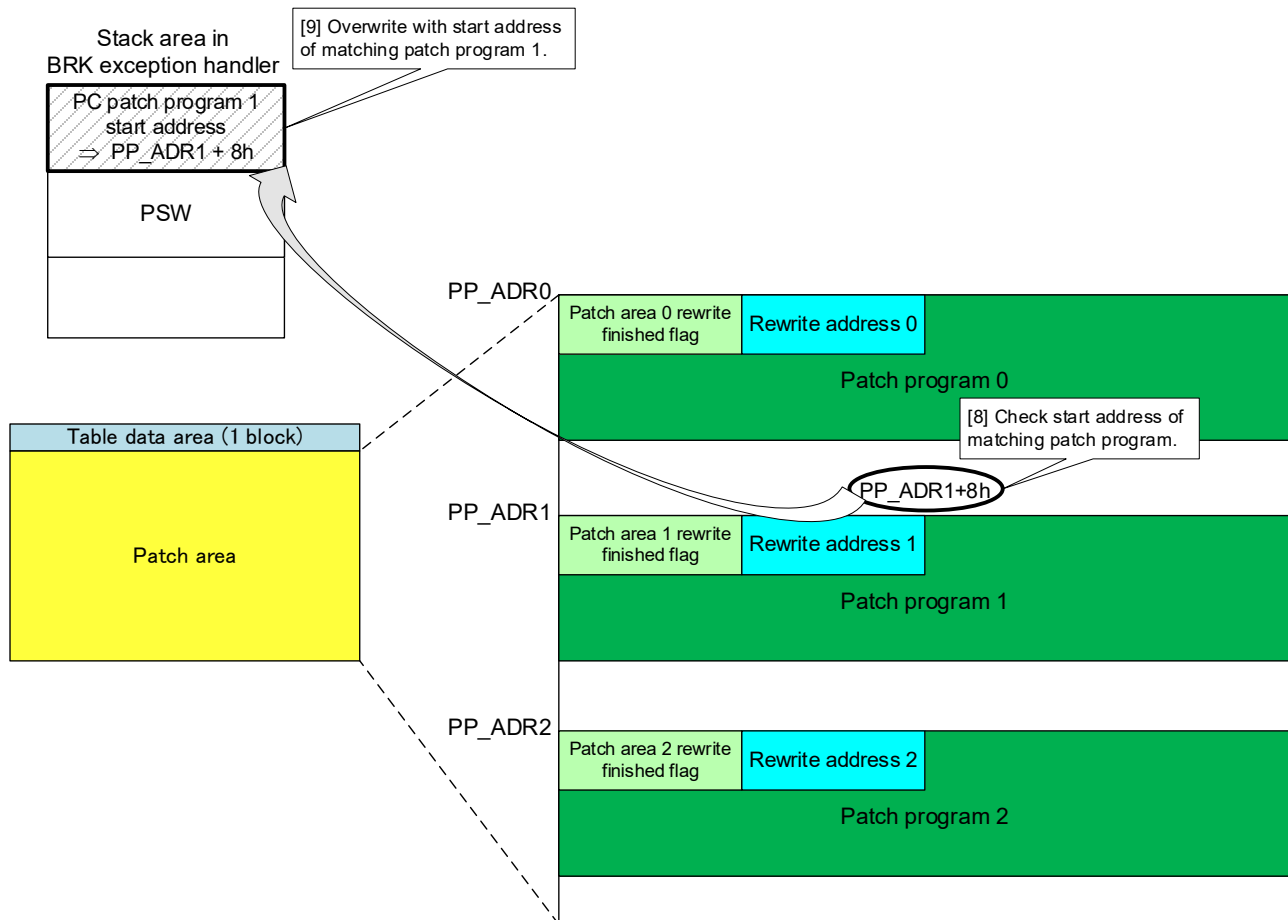 [9] Overwrite with start address
of matching patch program 1.
Stack area in
BRK exception handler
PC patch program 1
start address
⇒ PP_ADR1 + 8h
PSW
PP_ADR0
Patch area 0 rewrite
finished flag
Rewrite address 0
Patch program 0
[8] Check start address of
matching patch program.
Table data area (1 block)
Patch area
PP_ADR1+8h
PP_ADR1
Patch area 1 rewrite
finished flag
Rewrite address 1
Patch program 1
PP_ADR2
Patch area 2 rewrite
finished flag
Rewrite address 2
Patch program 2